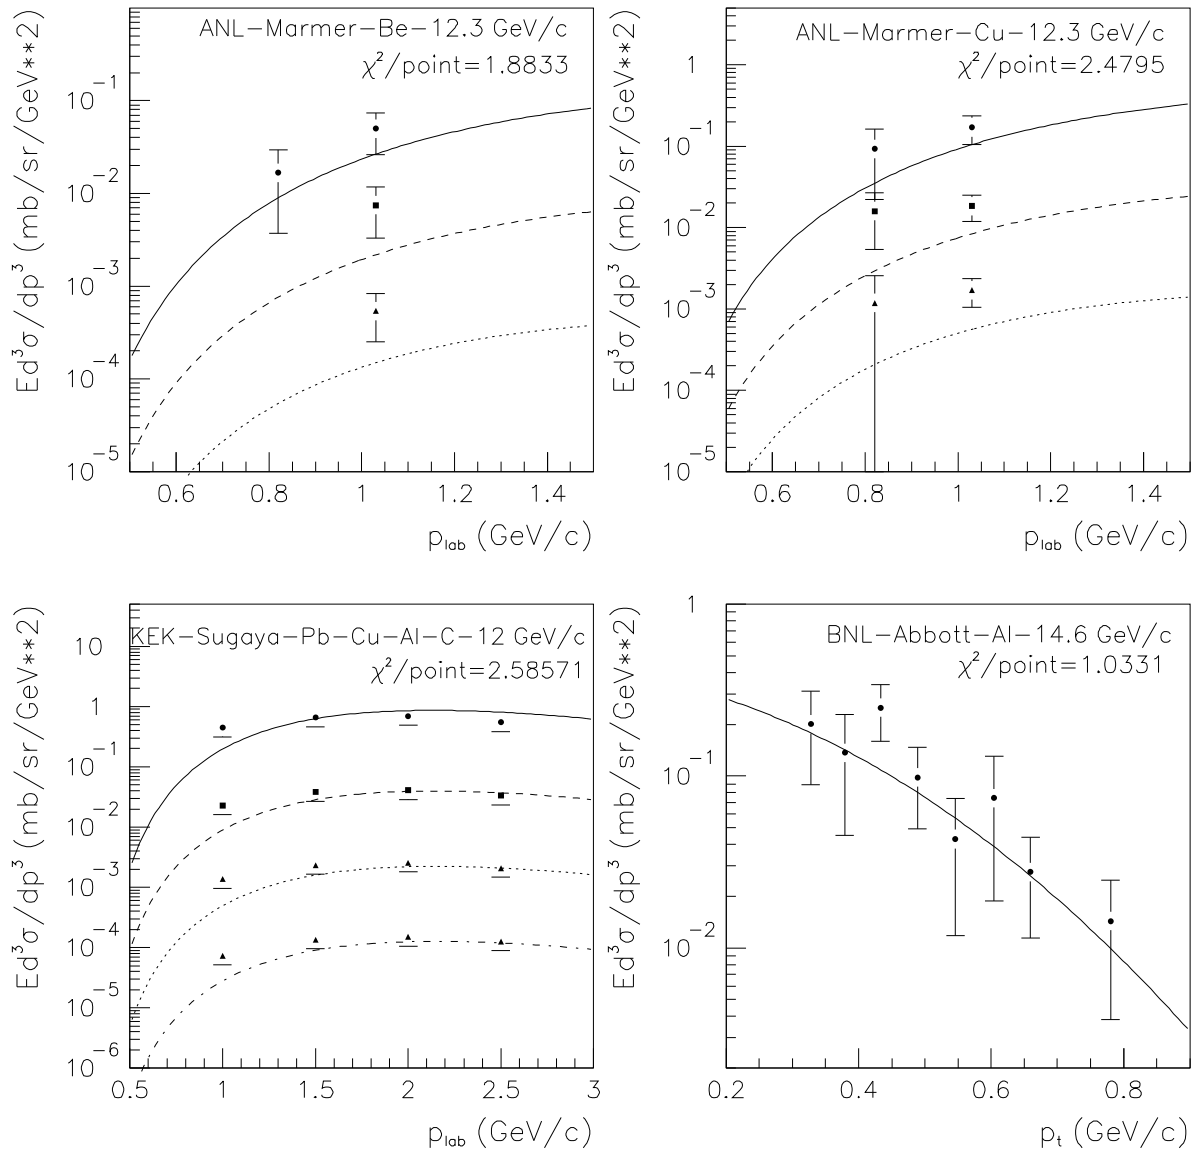 ANL-Marmer-Be-12.3 GeV/c
χ²/point=1.8833
Ed³σ/dp³ (mb/sr/GeV**2)
10⁻¹
10⁻²
10⁻³
10⁻⁴
10⁻⁵
0.6 0.8 1 1.2 1.4
p_lab (GeV/c)
ANL-Marmer-Cu-12.3 GeV/c
χ²/point=2.4795
Ed³σ/dp³ (mb/sr/GeV**2)
1
10⁻¹
10⁻²
10⁻³
10⁻⁴
10⁻⁵
0.6 0.8 1 1.2 1.4
p_lab (GeV/c)
KEK-Sugaya-Pb-Cu-Al-C-12 GeV/c
χ²/point=2.58571
Ed³σ/dp³ (mb/sr/GeV**2)
10
1
10⁻¹
10⁻²
10⁻³
10⁻⁴
10⁻⁵
10⁻⁶
0.5 1 1.5 2 2.5 3
p_lab (GeV/c)
BNL-Abbott-Al-14.6 GeV/c
χ²/point=1.0331
Ed³σ/dp³ (mb/sr/GeV**2)
1
10⁻¹
10⁻²
0.2 0.4 0.6 0.8
p_t (GeV/c)